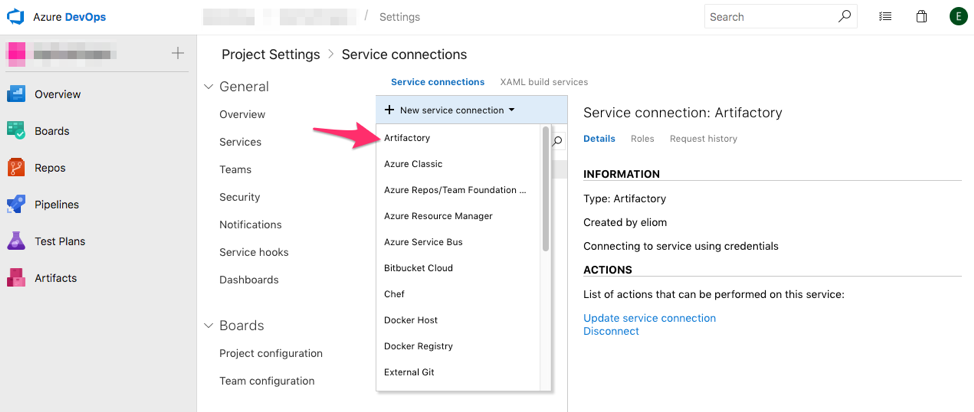 Azure DevOps
/ Settings
Search
E
+
Overview
Boards
Repos
Pipelines
Test Plans
Artifacts
Project Settings > Service connections
General
Overview
Services
Teams
Security
Notifications
Service hooks
Dashboards
Boards
Project configuration
Team configuration
Service connections XAML build services
+ New service connection
Artifactory
Azure Classic
Azure Repos/Team Foundation ...
Azure Resource Manager
Azure Service Bus
Bitbucket Cloud
Chef
Docker Host
Docker Registry
External Git
Service connection: Artifactory
Details Roles Request history
INFORMATION
Type: Artifactory
Created by eliom
Connecting to service using credentials
ACTIONS
List of actions that can be performed on this service:
Update service connection
Disconnect